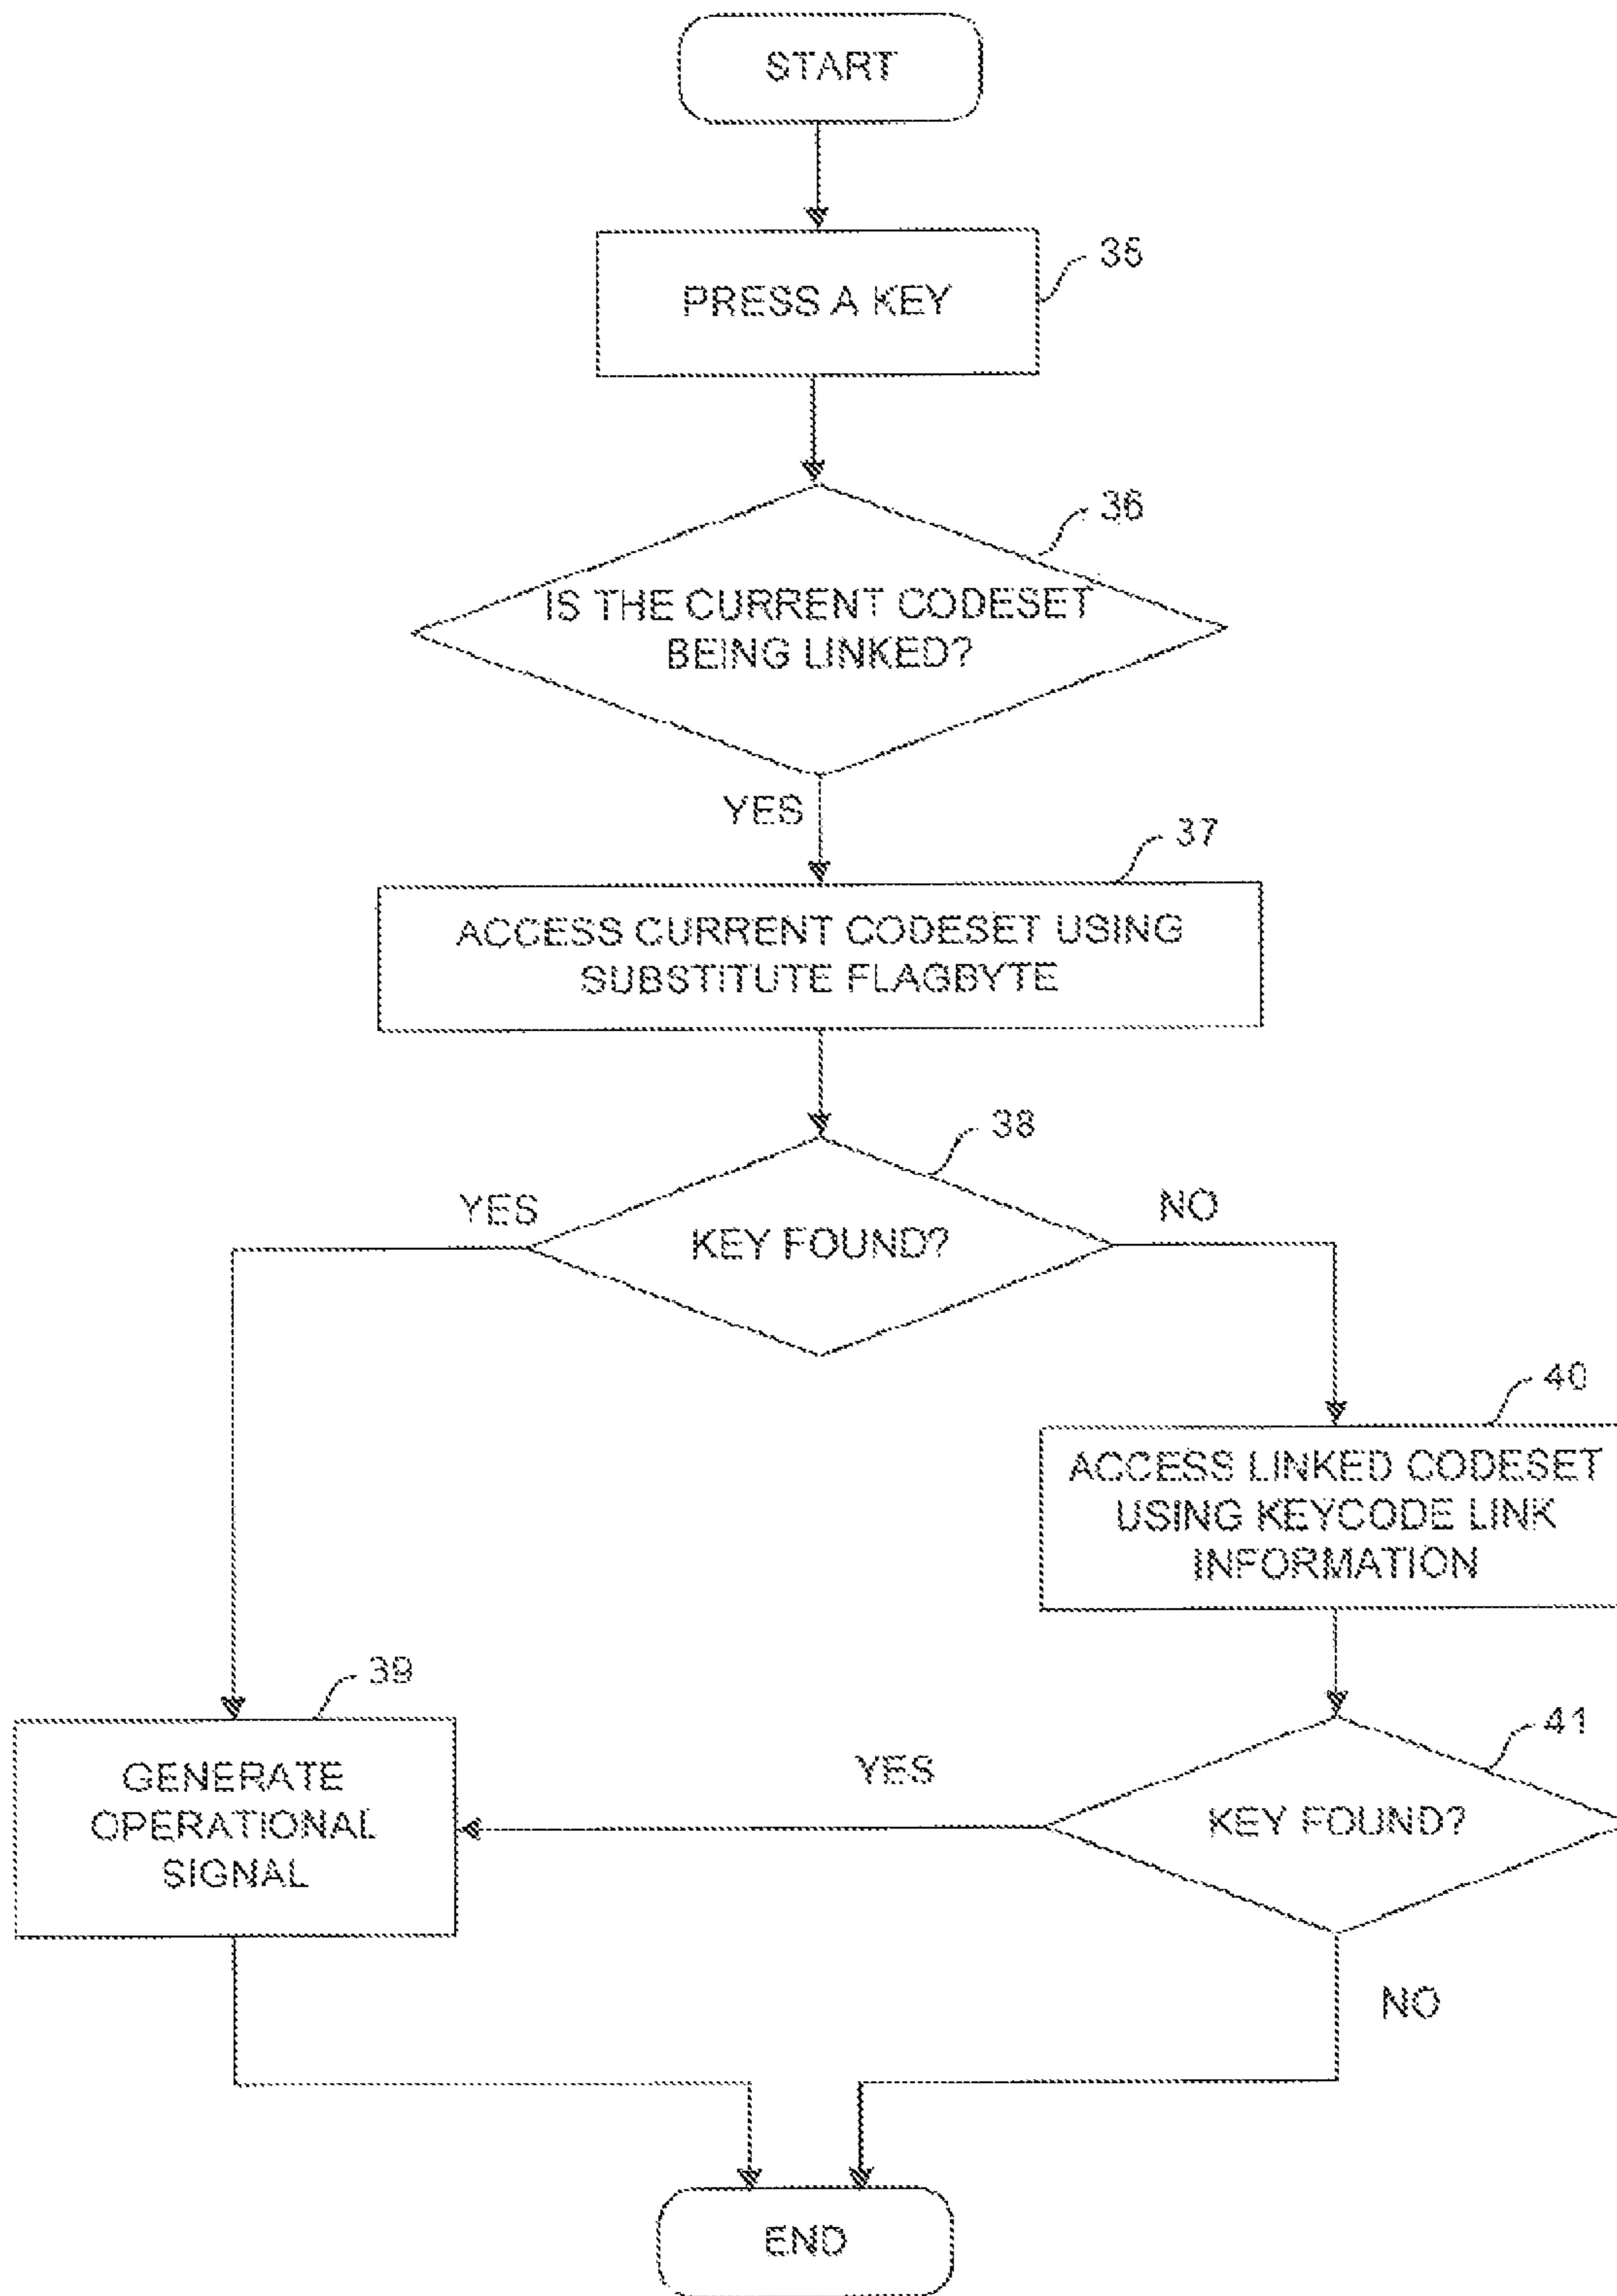 START
PRESS A KEY
35
IS THE CURRENT CODESET
BEING LINKED?
36
YES
ACCESS CURRENT CODESET USING
SUBSTITUTE FLAGBYTE
37
KEY FOUND?
38
YES
NO
ACCESS LINKED CODESET
USING KEYCODE LINK
INFORMATION
40
GENERATE
OPERATIONAL
SIGNAL
39
YES
KEY FOUND?
41
NO
END